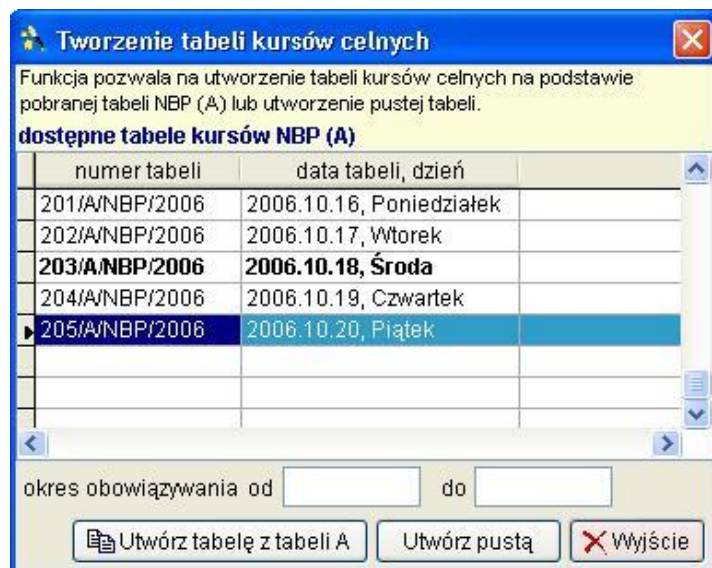 Tworzenie tabeli kursów celnych
Funkcja pozwala na utworzenie tabeli kursów celnych na podstawie
pobranej tabeli NBP (A) lub utworzenie pustej tabeli.
dostępne tabele kursów NBP (A)
numer tabeli data tabeli, dzień
201/A/NBP/2006 2006.10.16, Poniedziałek
202/A/NBP/2006 2006.10.17, Wtorek
203/A/NBP/2006 2006.10.18, Środa
204/A/NBP/2006 2006.10.19, Czwartek
205/A/NBP/2006 2006.10.20, Piątek
okres obowiązywania od do
Utwórz tabelę z tabeli A Utwórz pustą Wyjście